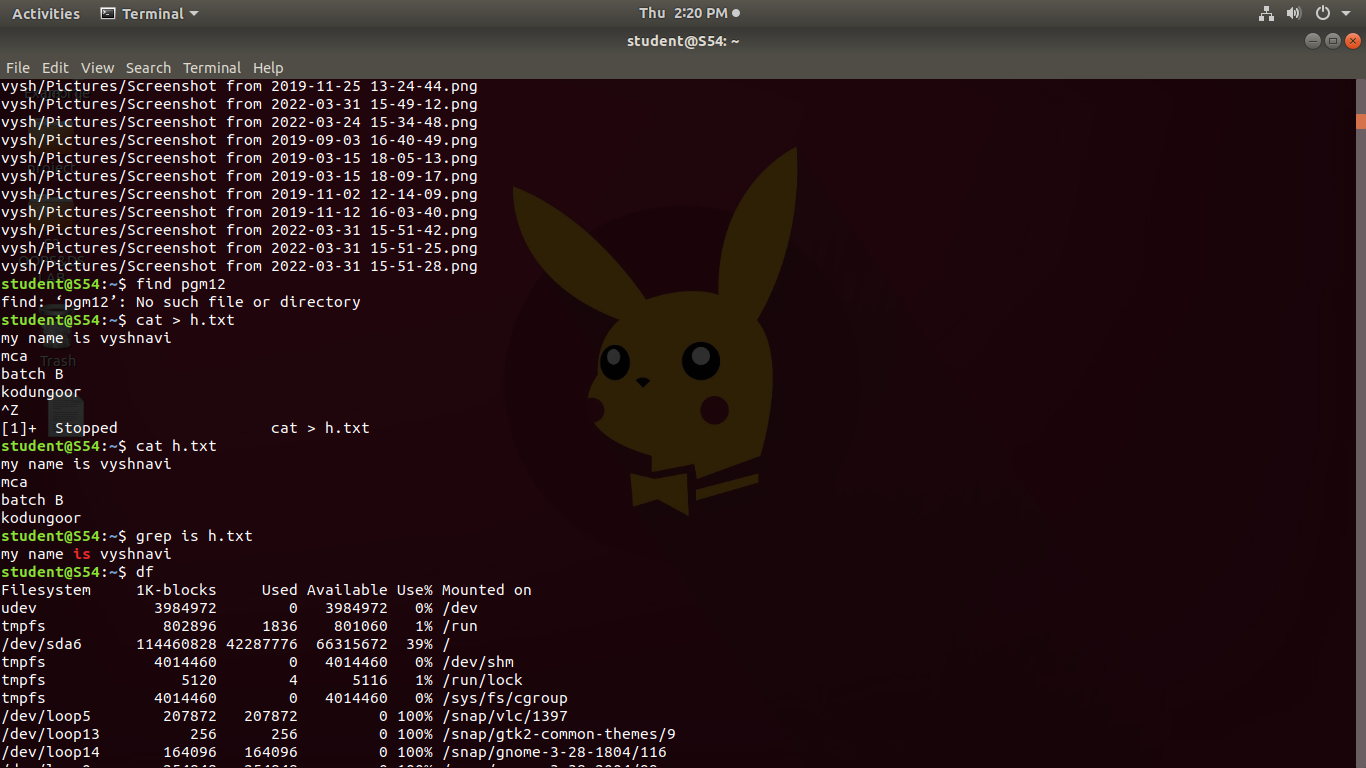 Activities Terminal Thu 2:20 PM
student@S54: ~
File Edit View Search Terminal Help
vysh/Pictures/Screenshot from 2019-11-25 13-24-44.png
vysh/Pictures/Screenshot from 2022-03-31 15-49-12.png
vysh/Pictures/Screenshot from 2022-03-24 15-34-48.png
vysh/Pictures/Screenshot from 2019-09-03 16-40-49.png
vysh/Pictures/Screenshot from 2019-03-15 18-05-13.png
vysh/Pictures/Screenshot from 2019-03-15 18-09-17.png
vysh/Pictures/Screenshot from 2019-11-02 12-14-09.png
vysh/Pictures/Screenshot from 2019-11-12 16-03-40.png
vysh/Pictures/Screenshot from 2022-03-31 15-51-42.png
vysh/Pictures/Screenshot from 2022-03-31 15-51-25.png
vysh/Pictures/Screenshot from 2022-03-31 15-51-28.png
student@S54:~$ find pgm12
find: ‘pgm12’: No such file or directory
student@S54:~$ cat > h.txt
my name is vyshnavi
mca
Trash
batch B
kodungoor
^Z
[1]+  Stopped                 cat > h.txt
student@S54:~$ cat h.txt
my name is vyshnavi
mca
batch B
kodungoor
student@S54:~$ grep is h.txt
my name is vyshnavi
student@S54:~$ df
Filesystem     1K-blocks     Used Available Use% Mounted on
udev             3984972        0   3984972   0% /dev
tmpfs             802896     1836    801060   1% /run
/dev/sda6      114460828 42287776  66315672  39% /
tmpfs            4014460        0   4014460   0% /dev/shm
tmpfs               5120        4      5116   1% /run/lock
tmpfs            4014460        0   4014460   0% /sys/fs/cgroup
/dev/loop5        207872   207872         0 100% /snap/vlc/1397
/dev/loop13          256      256         0 100% /snap/gtk2-common-themes/9
/dev/loop14       164096   164096         0 100% /snap/gnome-3-28-1804/116